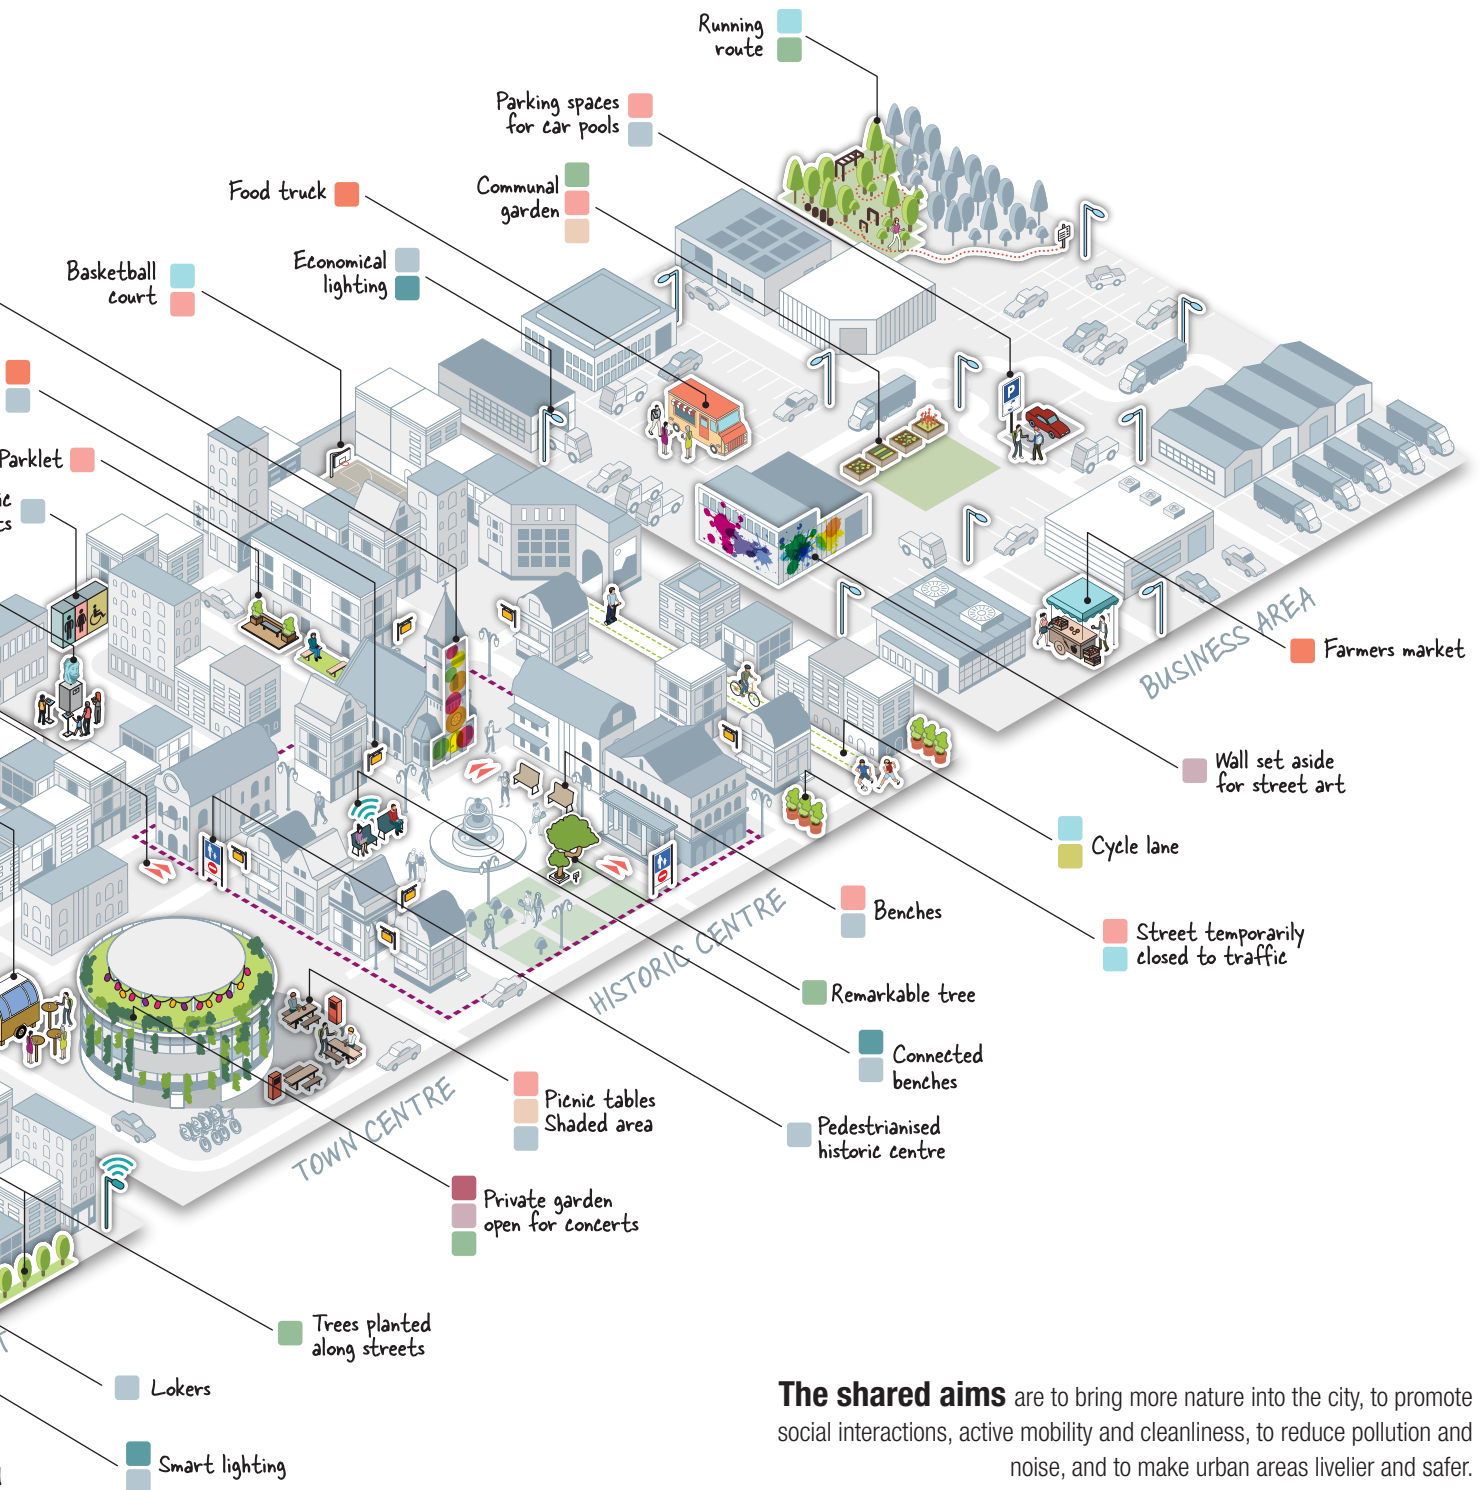 Running
route
Parking spaces
for car pools
Communal
garden
Food truck
Economical
lighting
Basketball
court
Parklet
ic
ts
P
BUSINESS AREA
Farmers market
Wall set aside
for street art
Cycle lane
Benches
Street temporarily
closed to traffic
HISTORIC CENTRE
Remarkable tree
Connected
benches
Pedestrianised
historic centre
TOWN CENTRE
Picnic tables
Shaded area
Private garden
open for concerts
Trees planted
along streets
Lokers
Smart lighting
The shared aims are to bring more nature into the city, to promote
social interactions, active mobility and cleanliness, to reduce pollution and
noise, and to make urban areas livelier and safer.